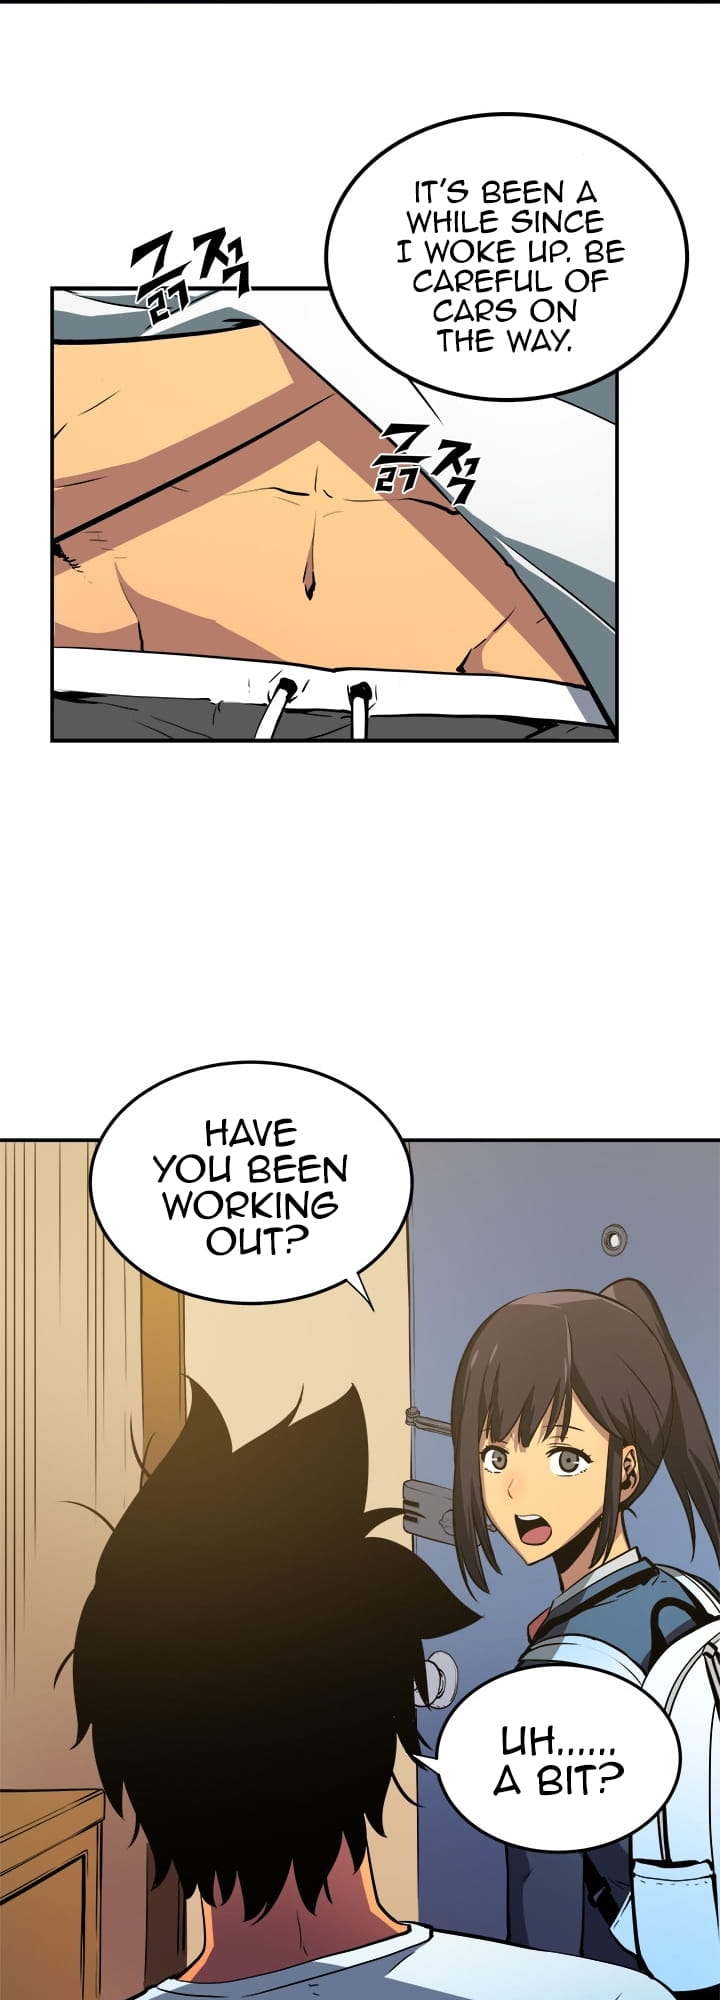 IT'S BEEN A
WHILE SINCE
I WOKE UP. BE
CAREFUL OF
CARS ON
THE WAY.
긁적
긁적
HAVE
YOU BEEN
WORKING
OUT?
UH......
A BIT?